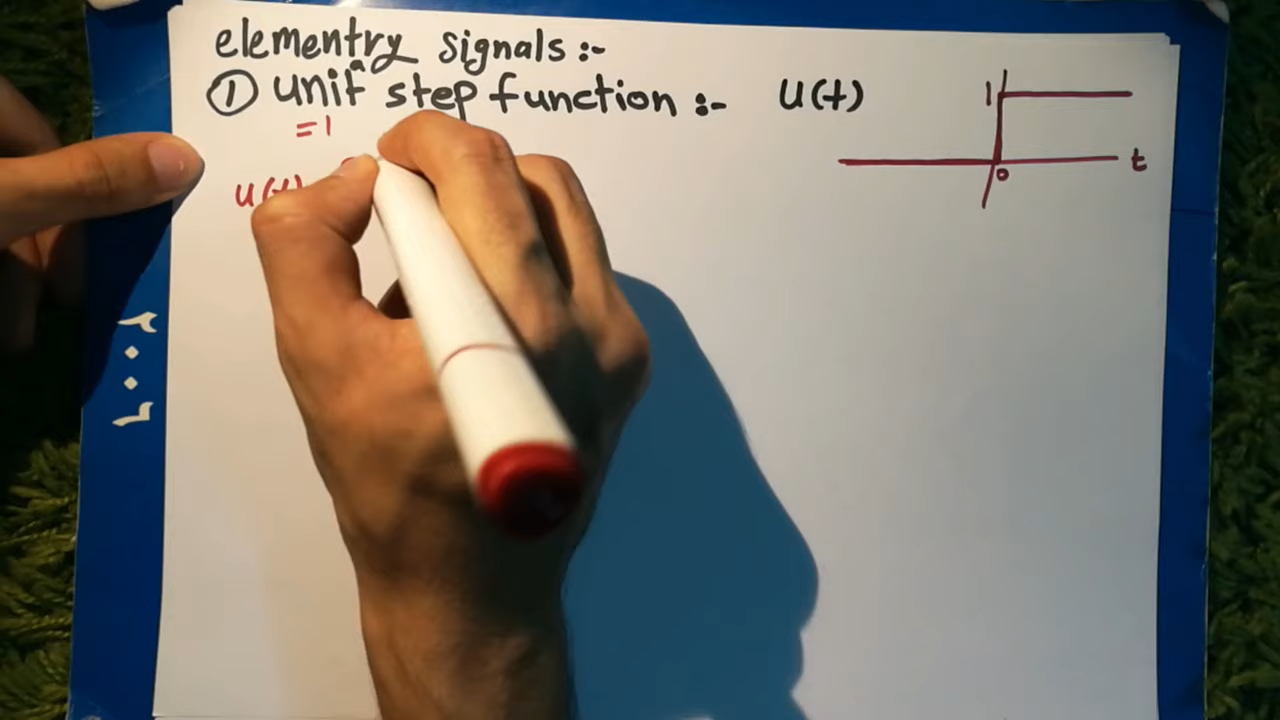 elementry signals :-
a
① unit step function :- u(t)
= 1
u(t)
1
0 t